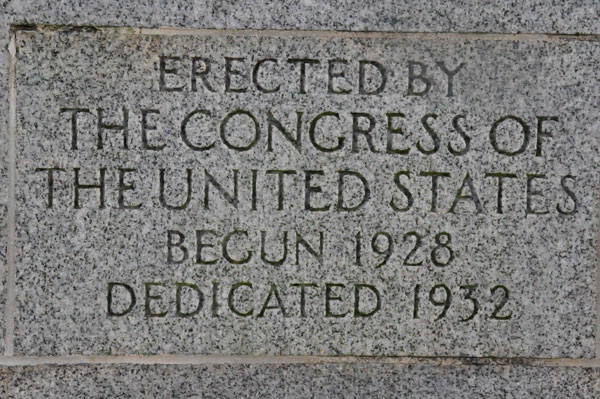 ERECTED BY
THE CONGRESS OF
THE UNITED STATES
BEGUN 1928
DEDICATED 1932